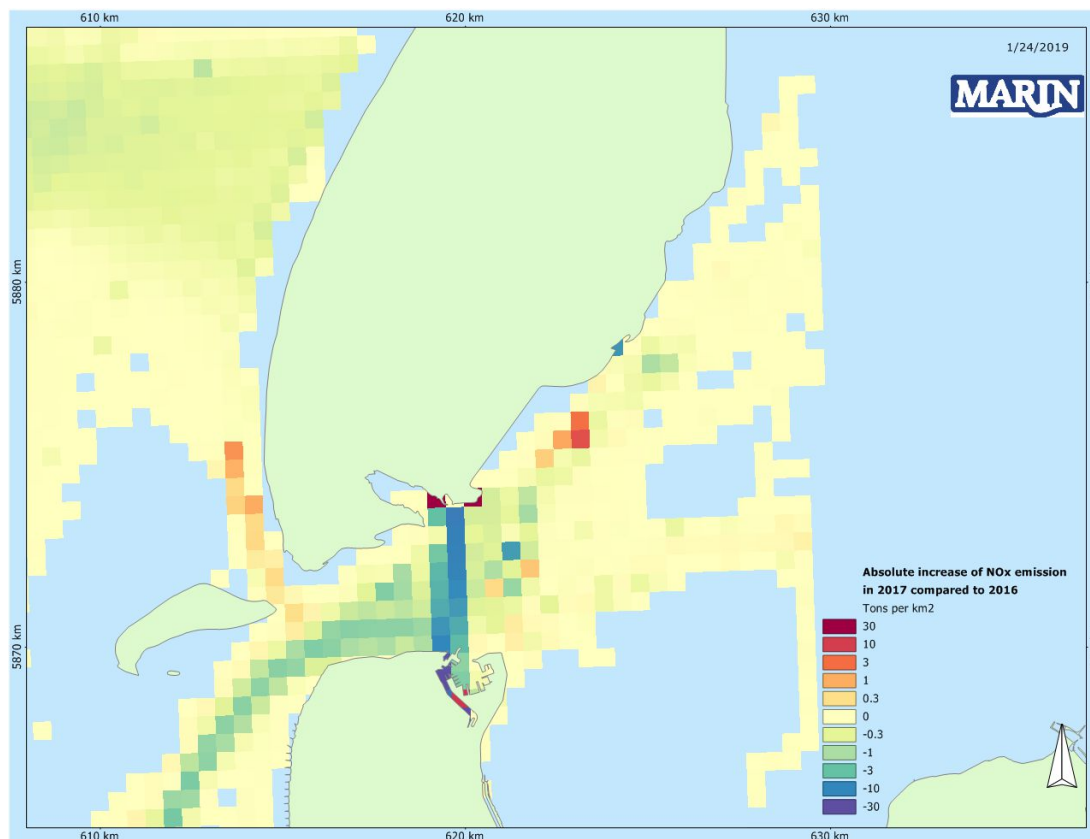 610 km
620 km
630 km
1/24/2019
MARIN
5880 km
5870 km
Absolute increase of NOx emission
in 2017 compared to 2016
Tons per km2
30
10
3
1
0.3
0
-0.3
-1
-3
-10
-30
610 km
620 km
630 km